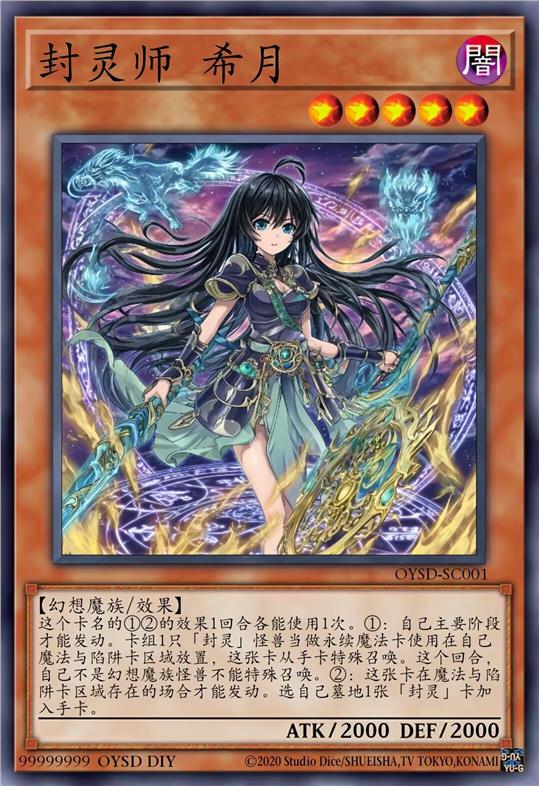 封灵师 希月
闇
OYSD-SC001
【幻想魔族/效果】
这个卡名的①②的效果1回合各能使用1次。①：自己主要阶段
才能发动。卡组1只「封灵」怪兽当做永续魔法卡使用在自己
魔法与陷阱卡区域放置，这张卡从手卡特殊召唤。这个回合，
自己不是幻想魔族怪兽不能特殊召唤。②：这张卡在魔法与陷
阱卡区域存在的场合才能发动。选自己墓地1张「封灵」卡加
入手卡。
ATK/2000 DEF/2000
99999999 OYSD DIY
©2020 Studio Dice/SHUEISHA,TV TOKYO,KONAMI